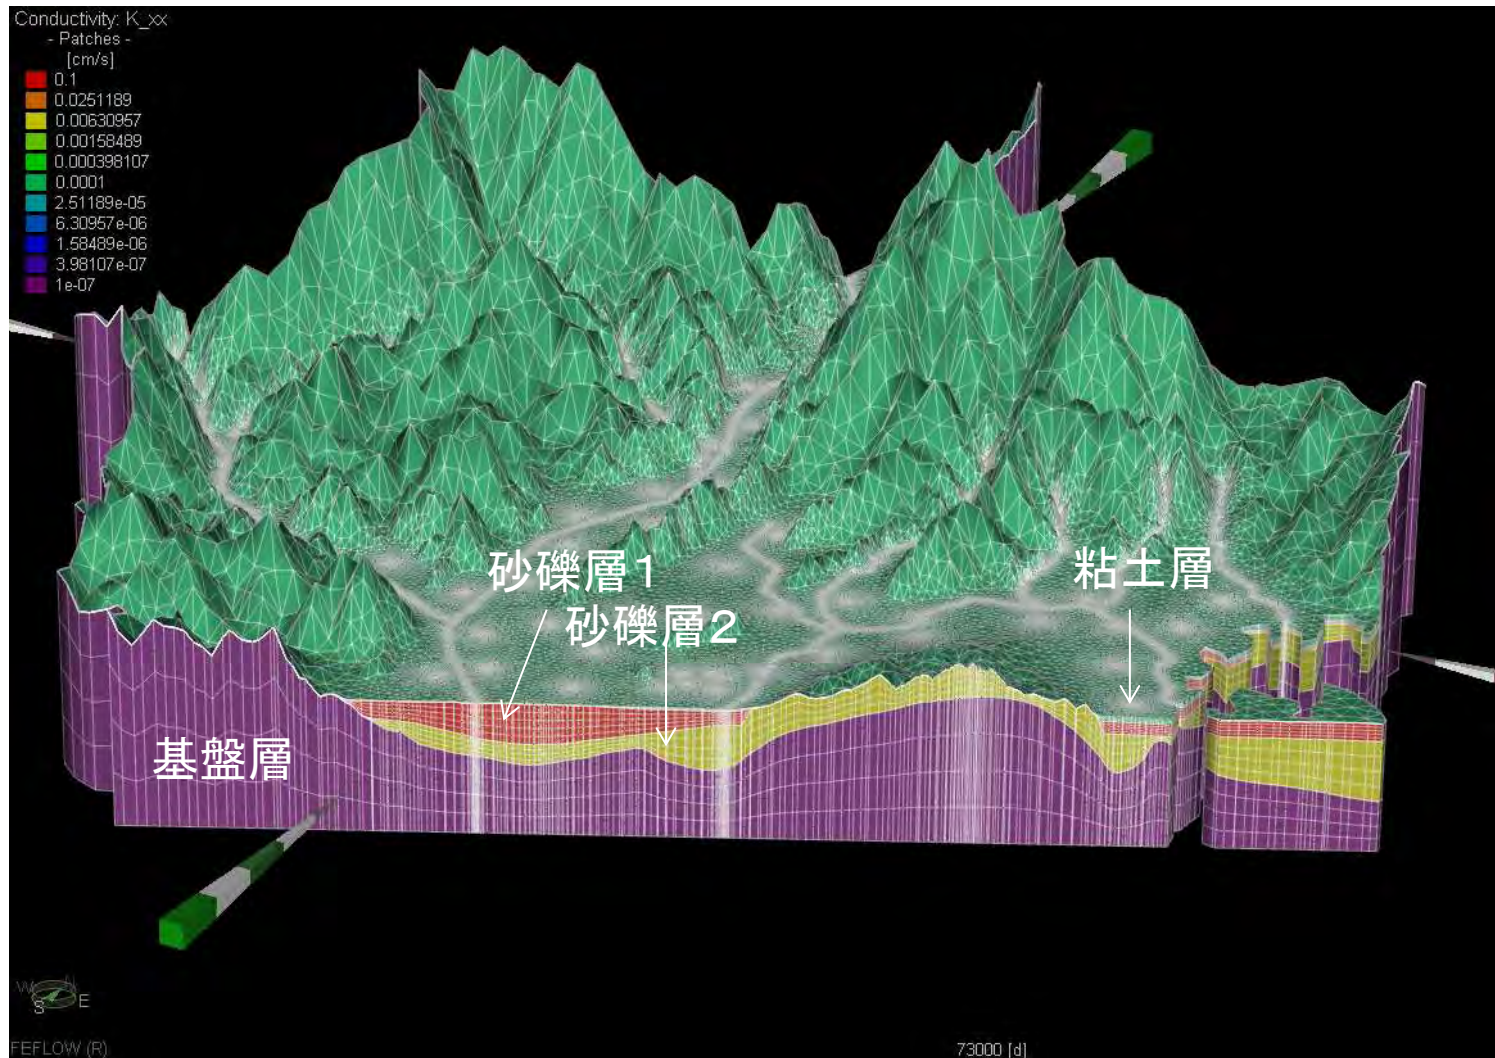 Conductivity: K_xx
- Patches -
[cm/s]
0.1
0.0251189
0.00630957
0.00158489
0.000398107
0.0001
2.51189e-05
6.30957e-06
1.58489e-06
3.98107e-07
1e-07
砂礫層1
砂礫層2
粘土層
基盤層
W
N
S
E
FEFLOW (R)
73000 [d]